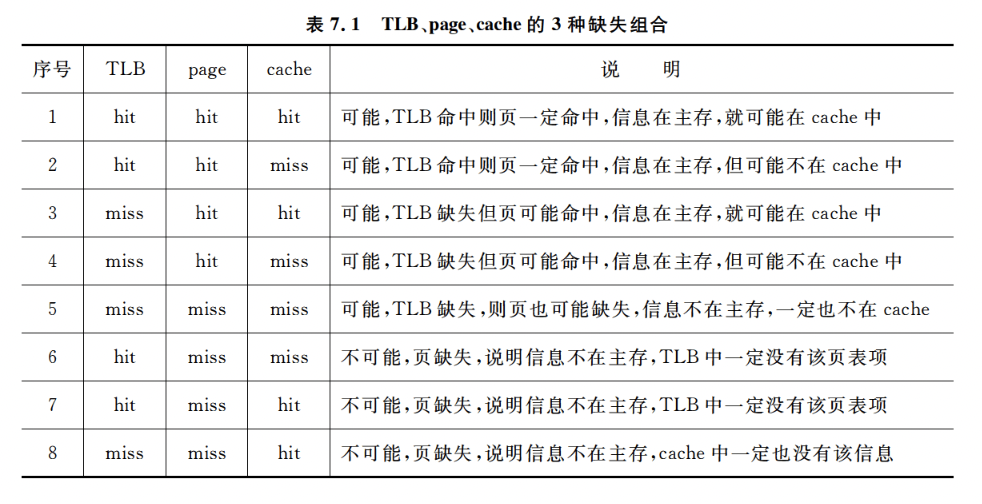 表 7.1 TLB、page、cache 的 3 种缺失组合
序号 TLB page cache 说 明
1 hit hit hit 可能,TLB 命中则页一定命中,信息在主存,就可能在 cache 中
2 hit hit miss 可能,TLB 命中则页一定命中,信息在主存,但可能不在 cache 中
3 miss hit hit 可能,TLB 缺失但页可能命中,信息在主存,就可能在 cache 中
4 miss hit miss 可能,TLB 缺失但页可能命中,信息在主存,但可能不在 cache 中
5 miss miss miss 可能,TLB 缺失,则页也可能缺失,信息不在主存,一定也不在 cache
6 hit miss miss 不可能,页缺失,说明信息不在主存,TLB 中一定没有该页表项
7 hit miss hit 不可能,页缺失,说明信息不在主存,TLB 中一定没有该页表项
8 miss miss hit 不可能,页缺失,说明信息不在主存,cache 中一定也没有该信息